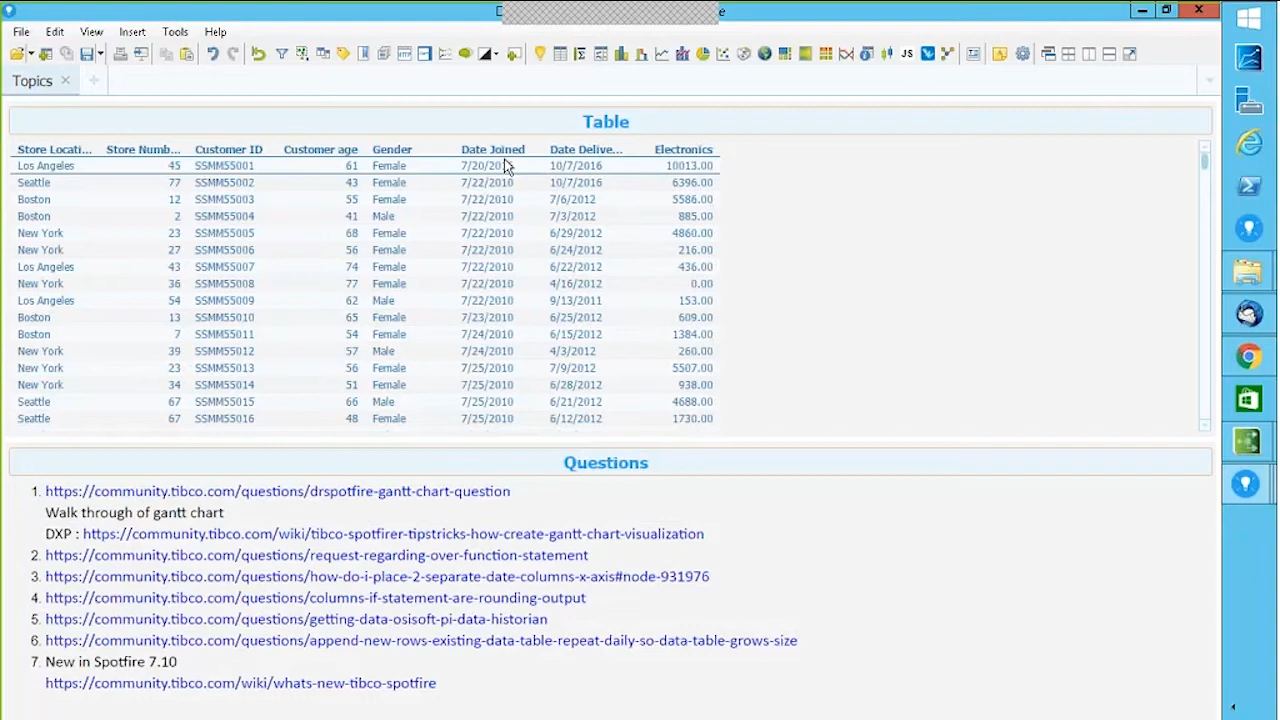 File Edit View Insert Tools Help
JS
Topics
Table
Store Locati... Store Numb... Customer ID Customer age Gender Date Joined Date Delive... Electronics
Los Angeles 45 SSMM55001 61 Female 10/7/2016 10013.00
Seattle 77 SSMM55002 43 Female 7/22/2010 10/7/2016 6396.00
Boston 12 SSMM55003 55 Female 7/22/2010 7/6/2012 5586.00
Boston 2 SSMM55004 41 Male 7/22/2010 7/3/2012 885.00
New York 23 SSMM55005 68 Female 7/22/2010 6/29/2012 4860.00
New York 27 SSMM55006 56 Female 7/22/2010 6/24/2012 216.00
Los Angeles 43 SSMM55007 74 Female 7/22/2010 6/22/2012 436.00
New York 36 SSMM55008 77 Female 7/22/2010 4/16/2012 0.00
Los Angeles 54 SSMM55009 62 Male 7/22/2010 9/13/2011 153.00
Boston 13 SSMM55010 65 Female 7/23/2010 6/25/2012 609.00
Boston 7 SSMM55011 54 Female 7/24/2010 6/15/2012 1384.00
New York 39 SSMM55012 57 Male 7/24/2010 4/3/2012 260.00
New York 23 SSMM55013 56 Female 7/25/2010 7/9/2012 5507.00
New York 34 SSMM55014 51 Female 7/25/2010 6/28/2012 938.00
Seattle 67 SSMM55015 66 Male 7/25/2010 6/21/2012 4688.00
Seattle 67 SSMM55016 48 Female 7/25/2010 6/12/2012 1730.00
Questions
1. https://community.tibco.com/questions/drspotfire-gantt-chart-question
Walk through of gantt chart
DXP : https://community.tibco.com/wiki/tibco-spotfirer-tipstricks-how-create-gantt-chart-visualization
2. https://community.tibco.com/questions/request-regarding-over-function-statement
3. https://community.tibco.com/questions/how-do-i-place-2-separate-date-columns-x-axis#node-931976
4. https://community.tibco.com/questions/columns-if-statement-are-rounding-output
5. https://community.tibco.com/questions/getting-data-osisoft-pi-data-historian
6. https://community.tibco.com/questions/append-new-rows-existing-data-table-repeat-daily-so-data-table-grows-size
7. New in Spotfire 7.10
https://community.tibco.com/wiki/whats-new-tibco-spotfire